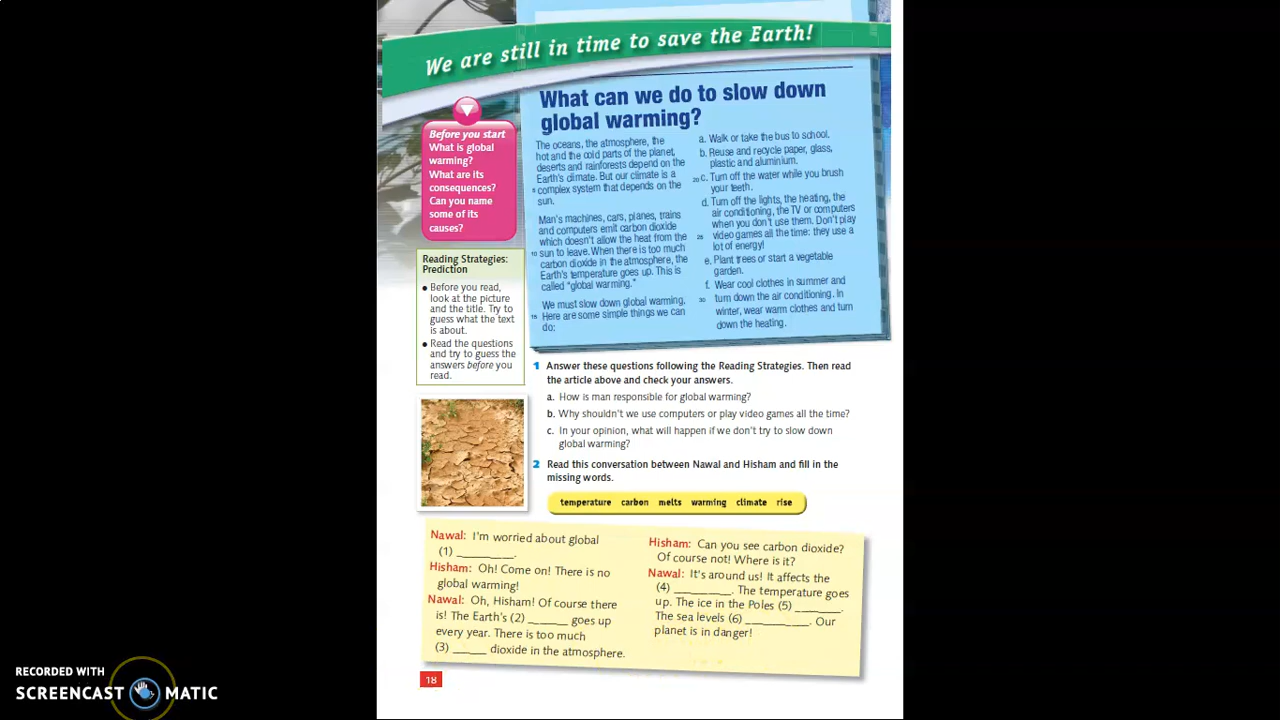 We are still in time to save the Earth!
Before you start
What is global
warming?
What are its
consequences?
Can you name
some of its
causes?
Reading Strategies:
Prediction
● Before you read,
look at the picture
and the title. Try to
guess what the text
is about.
● Read the questions
and try to guess the
answers before you
read.
What can we do to slow down
global warming?
The oceans, the atmosphere, the
hot and the cold parts of the planet,
deserts and rainforests depend on the
Earth's climate. But our climate is a
5 complex system that depends on the
sun.
Man's machines, cars, planes, trains
and computers emit carbon dioxide
which doesn't allow the heat from the
10 sun to leave. When there is too much
carbon dioxide in the atmosphere, the
Earth's temperature goes up. This is
called "global warming."
We must slow down global warming.
15 Here are some simple things we can
do:
a. Walk or take the bus to school.
b. Reuse and recycle paper, glass,
plastic and aluminium.
20 c. Turn off the water while you brush
your teeth.
d. Turn off the lights, the heating, the
air conditioning, the TV or computers
when you don't use them. Don't play
25 video games all the time: they use a
lot of energy!
e. Plant trees or start a vegetable
garden.
f. Wear cool clothes in summer and
30 turn down the air conditioning. In
winter, wear warm clothes and turn
down the heating.
1 Answer these questions following the Reading Strategies. Then read
the article above and check your answers.
a. How is man responsible for global warming?
b. Why shouldn't we use computers or play video games all the time?
c. In your opinion, what will happen if we don't try to slow down
global warming?
2 Read this conversation between Nawal and Hisham and fill in the
missing words.
temperature carbon melts warming climate rise
Nawal: I'm worried about global
(1) _________.
Hisham: Oh! Come on! There is no
global warming!
Nawal: Oh, Hisham! Of course there
is! The Earth's (2) ______ goes up
every year. There is too much
(3) _____ dioxide in the atmosphere.
Hisham: Can you see carbon dioxide?
Of course not! Where is it?
Nawal: It's around us! It affects the
(4) _________. The temperature goes
up. The ice in the Poles (5) _______.
The sea levels (6) __________. Our
planet is in danger!
18
RECORDED WITH
SCREENCAST MATIC